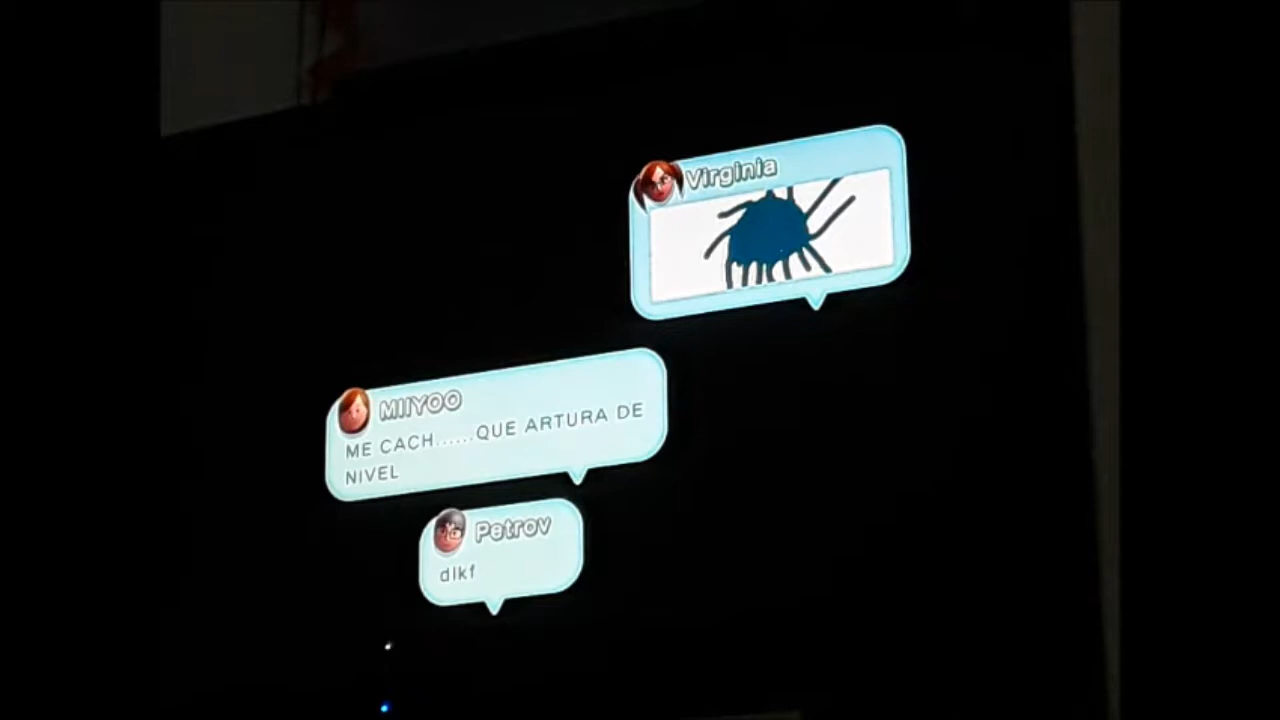 Virginia
MIIYOO
ME CACH......QUE ARTURA DE
NIVEL
Petrov
dlkf